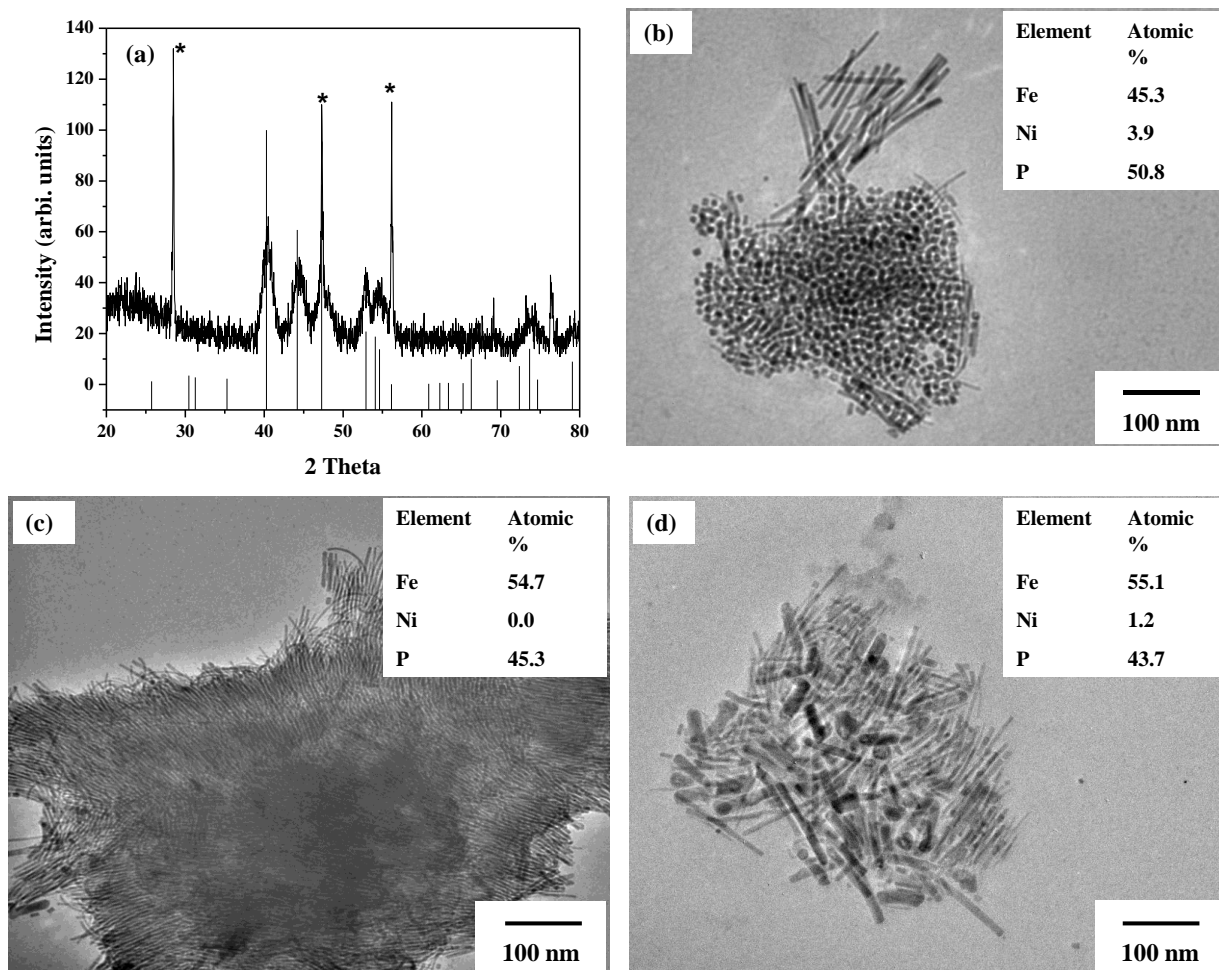 (a)
*
*
*
140
120
100
80
60
40
20
0
Intensity (arbi. units)
20 30 40 50 60 70 80
2 Theta
(b)
Element Atomic
%
Fe 45.3
Ni 3.9
P 50.8
100 nm
(c)
Element Atomic
%
Fe 54.7
Ni 0.0
P 45.3
100 nm
(d)
Element Atomic
%
Fe 55.1
Ni 1.2
P 43.7
100 nm